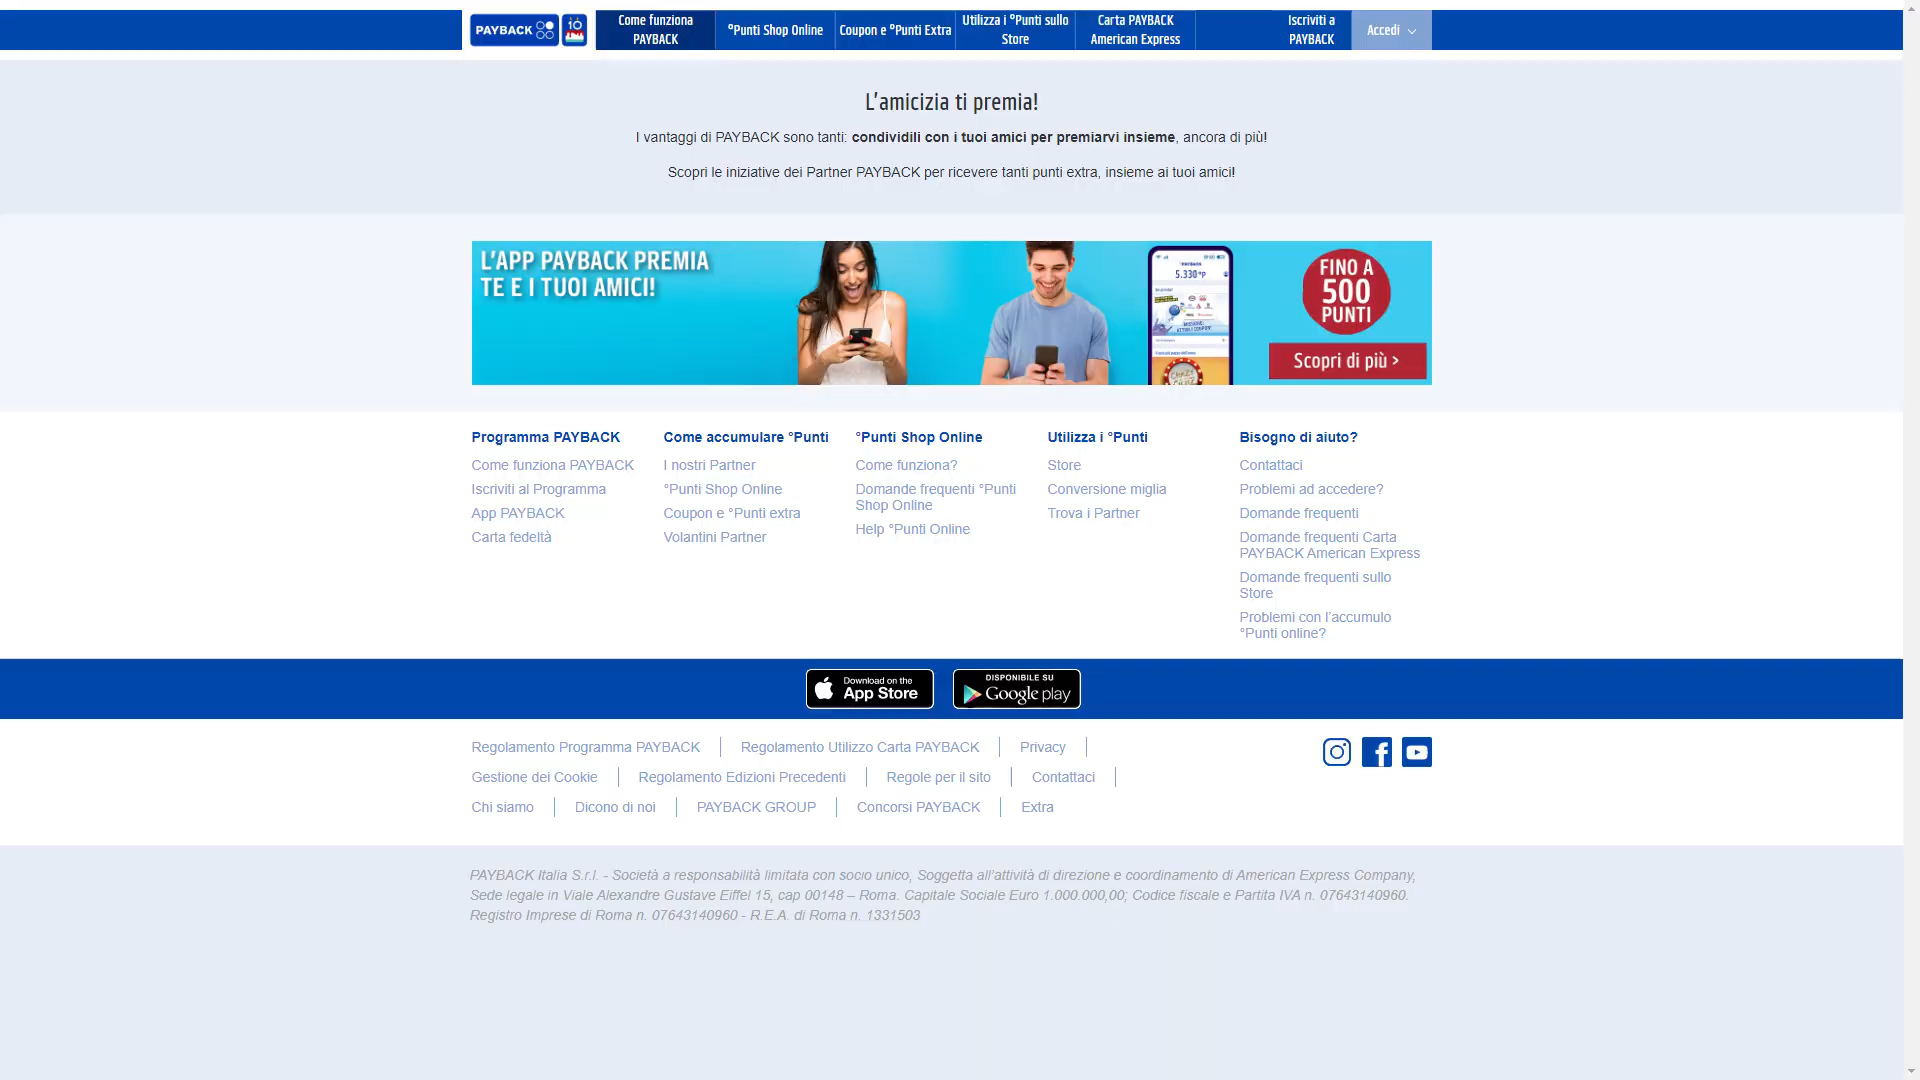 PAYBACK
10
Come funziona
PAYBACK
°Punti Shop Online
Coupon e °Punti Extra
Utilizza i °Punti sullo
Store
Carta PAYBACK
American Express
Iscriviti a
PAYBACK
Accedi
L'amicizia ti premia!
I vantaggi di PAYBACK sono tanti: condividili con i tuoi amici per premiarvi insieme, ancora di più!
Scopri le iniziative dei Partner PAYBACK per ricevere tanti punti extra, insieme ai tuoi amici!
L'APP PAYBACK PREMIA
TE E I TUOI AMICI!
PAYBACK
5.330 °P
FINO A
500
PUNTI
Scopri di più >
Programma PAYBACK
Come funziona PAYBACK
Iscriviti al Programma
App PAYBACK
Carta fedeltà
Come accumulare °Punti
I nostri Partner
°Punti Shop Online
Coupon e °Punti extra
Volantini Partner
°Punti Shop Online
Come funziona?
Domande frequenti °Punti
Shop Online
Help °Punti Online
Utilizza i °Punti
Store
Conversione miglia
Trova i Partner
Bisogno di aiuto?
Contattaci
Problemi ad accedere?
Domande frequenti
Domande frequenti Carta
PAYBACK American Express
Domande frequenti sullo
Store
Problemi con l'accumulo
°Punti online?
Download on the
App Store
DISPONIBILE SU
Google play
Regolamento Programma PAYBACK
Regolamento Utilizzo Carta PAYBACK
Privacy
Gestione dei Cookie
Regolamento Edizioni Precedenti
Regole per il sito
Contattaci
Chi siamo
Dicono di noi
PAYBACK GROUP
Concorsi PAYBACK
Extra
PAYBACK Italia S.r.l. - Società a responsabilità limitata con socio unico, Soggetta all'attività di direzione e coordinamento di American Express Company,
Sede legale in Viale Alexandre Gustave Eiffel 15, cap 00148 – Roma. Capitale Sociale Euro 1.000.000,00; Codice fiscale e Partita IVA n. 07643140960.
Registro Imprese di Roma n. 07643140960 - R.E.A. di Roma n. 1331503